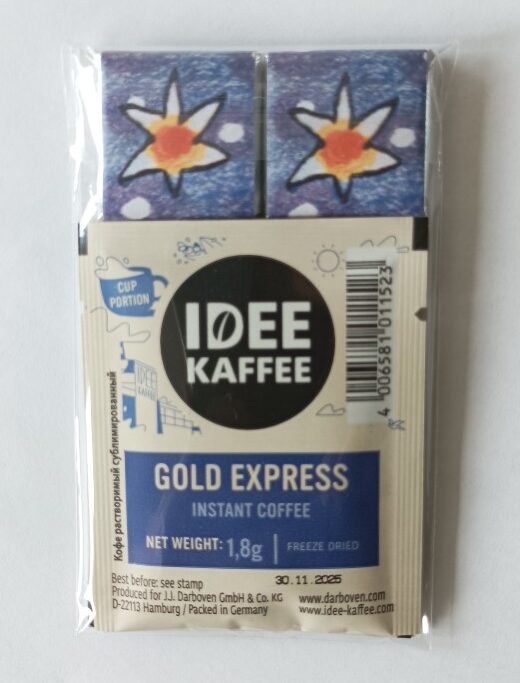 CUP
PORTION
IDEE
KAFFEE
4 006581 011523
IDEE
KAFFEE
Кофе растворимый сублимированный
GOLD EXPRESS
INSTANT COFFEE
NET WEIGHT: 1,8g
FREEZE DRIED
Best before: see stamp
30.11.2025
Produced for J.J. Darboven GmbH & Co. KG
www.darboven.com
D-22113 Hamburg / Packed in Germany
www.idee-kaffee.com